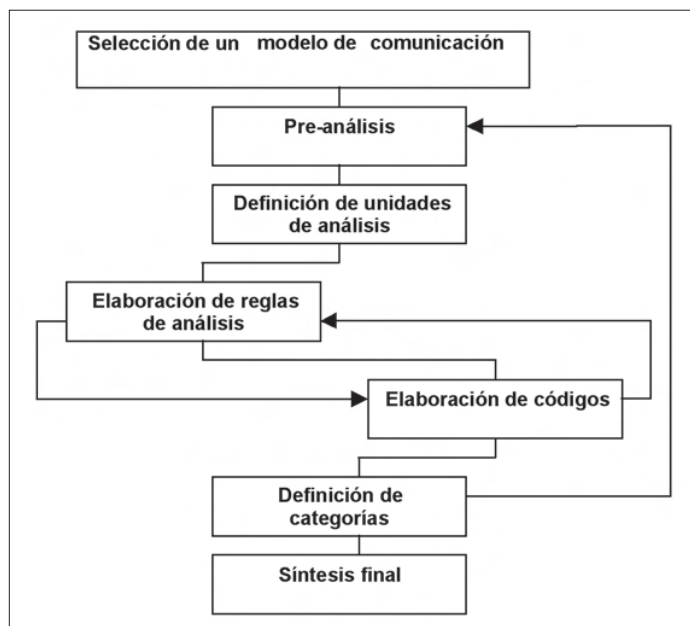 Selección de un modelo de comunicación
Pre-análisis
Definición de unidades
de análisis
Elaboración de reglas
de análisis
Elaboración de códigos
Definición de
categorías
Síntesis final